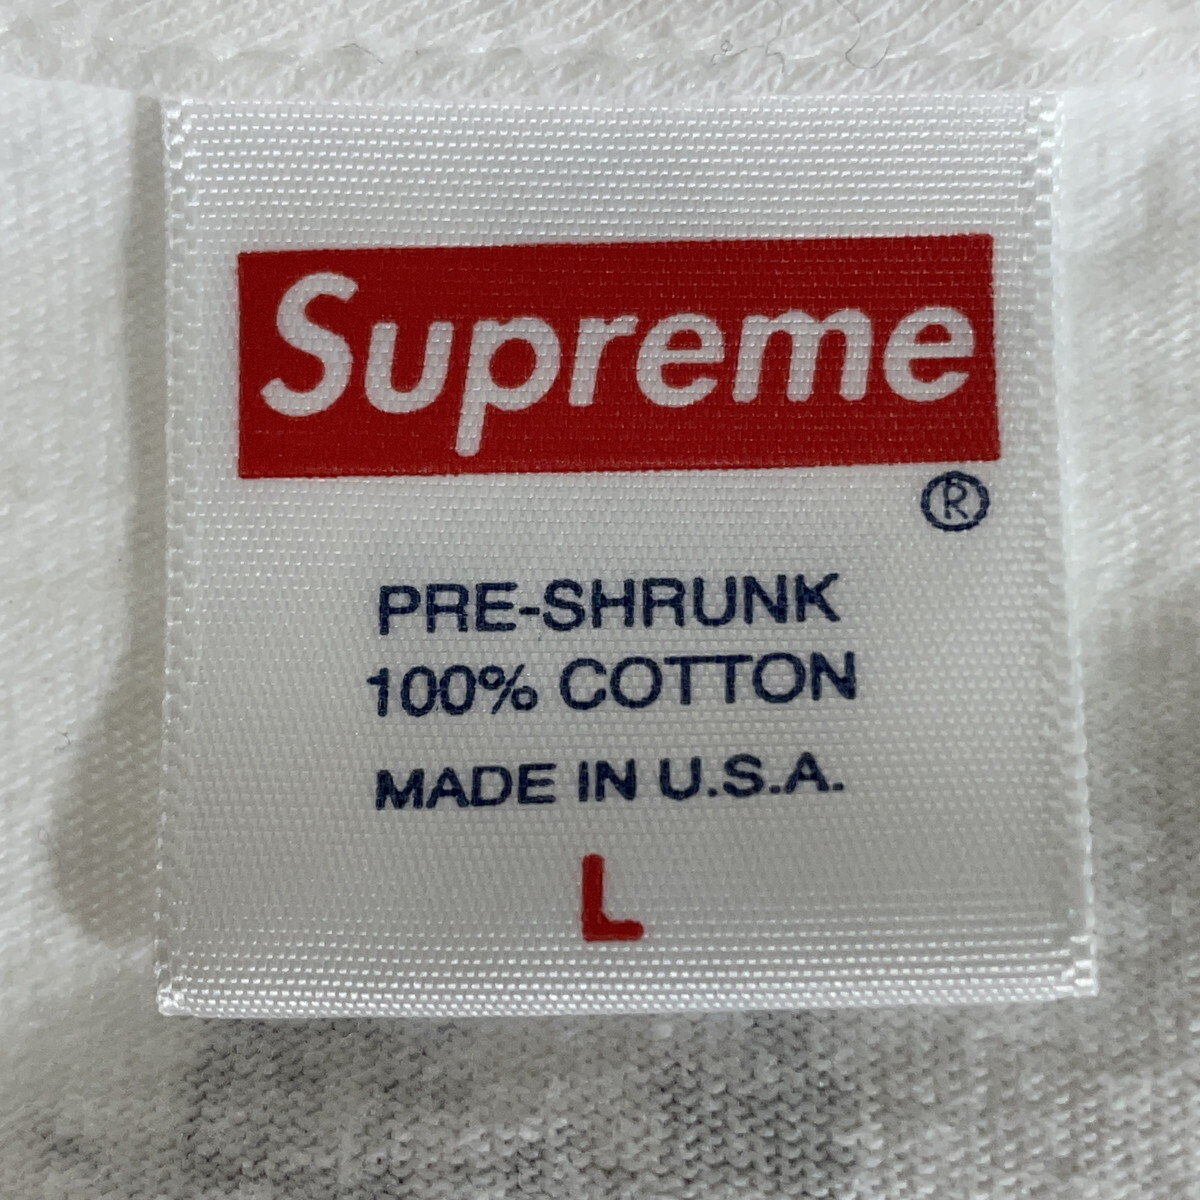 Supreme
®
PRE-SHRUNK
100% COTTON
MADE IN U.S.A.
L